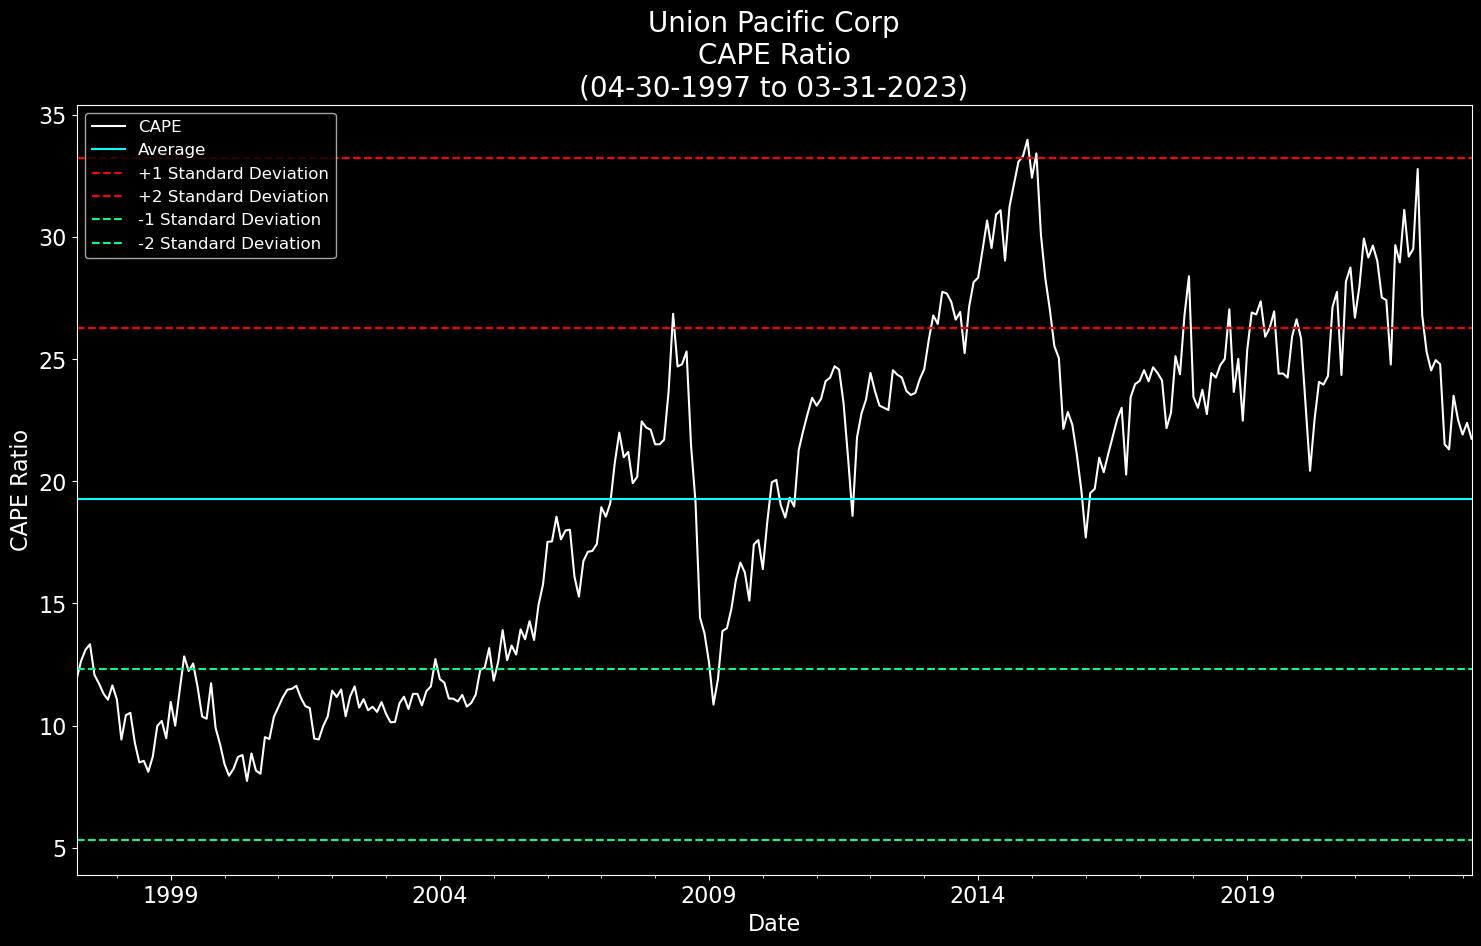 Union Pacific Corp
CAPE Ratio
(04-30-1997 to 03-31-2023)
CAPE
Average
+1 Standard Deviation
+2 Standard Deviation
-1 Standard Deviation
-2 Standard Deviation
CAPE Ratio
35
30
25
20
15
10
5
1999
2004
2009
2014
2019
Date